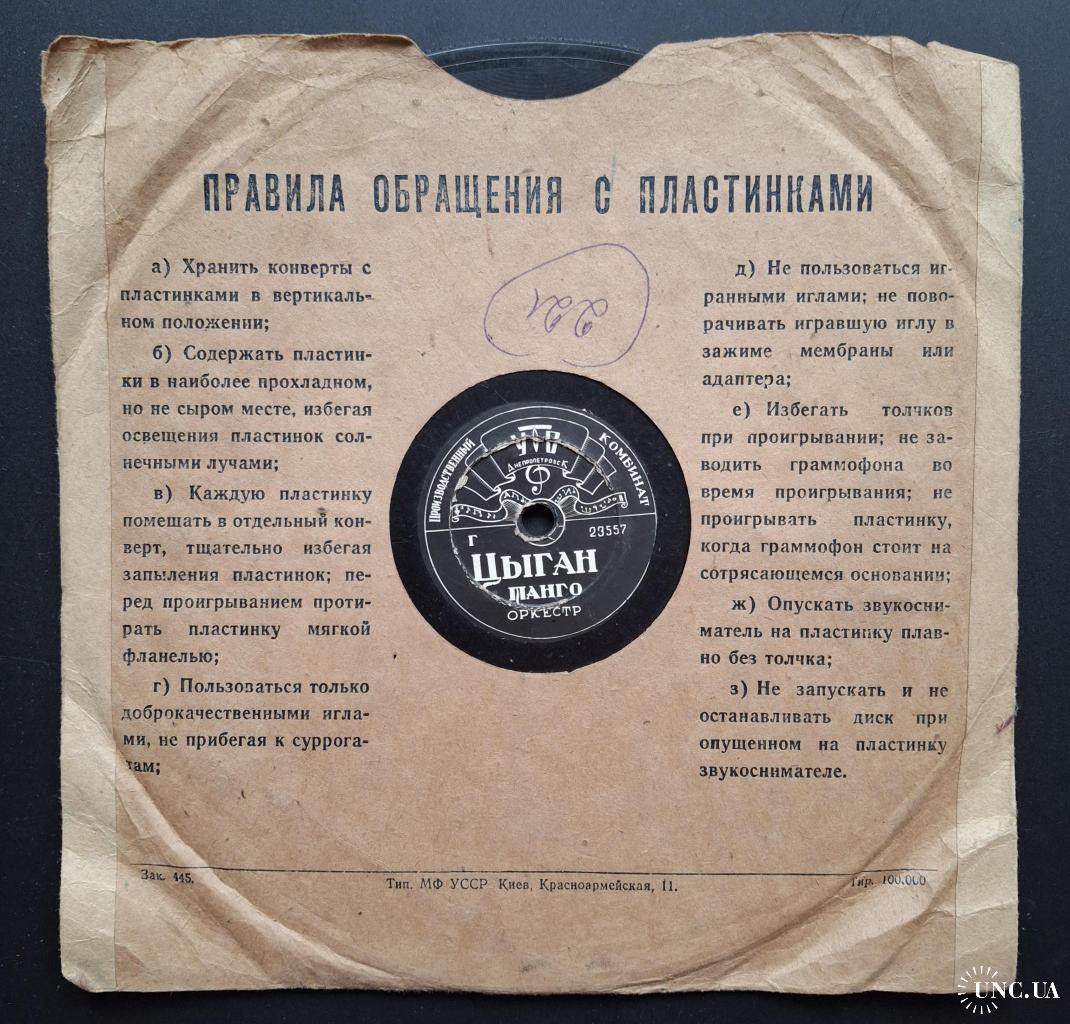 ПРАВИЛА ОБРАЩЕНИЯ С ПЛАСТИНКАМИ
а) Хранить конверты с
пластинками в вертикаль-
ном положении;
б) Содержать пластин-
ки в наиболее прохладном,
но не сыром месте, избегая
освещения пластинок сол-
нечными лучами;
в) Каждую пластинку
помешать в отдельный кон-
верт, тщательно избегая
запыления пластинок; пе-
ред проигрыванием проти-
рать пластинку мягкой
фланелью;
г) Пользоваться только
доброкачественными игла-
ми, не прибегая к суррога-
там;
221
ПРОИЗВОДСТВЕННЫЙ КОМБИНАТ
УТОВ
ДНЕПРОПЕТРОВСК
Г 23557
ЦЫГАН
ТАНГО
ОРКЕСТР
д) Не пользоваться иг-
ранными иглами; не пово-
рачивать игравшую иглу в
зажиме мембраны или
адаптера;
е) Избегать толчков
при проигрывании; не за-
водить граммофона во
время проигрывания; не
проигрывать пластинку,
когда граммофон стоит на
сотрясающемся основании;
ж) Опускать звукосни-
матель на пластинку плав-
но без толчка;
з) Не запускать и не
останавливать диск при
опущенном на пластинку
звукоснимателе.
Зак. 445.
Тип. МФ УССР Киев, Красноармейская, 11.
Тир. 100.000
UNC.UA